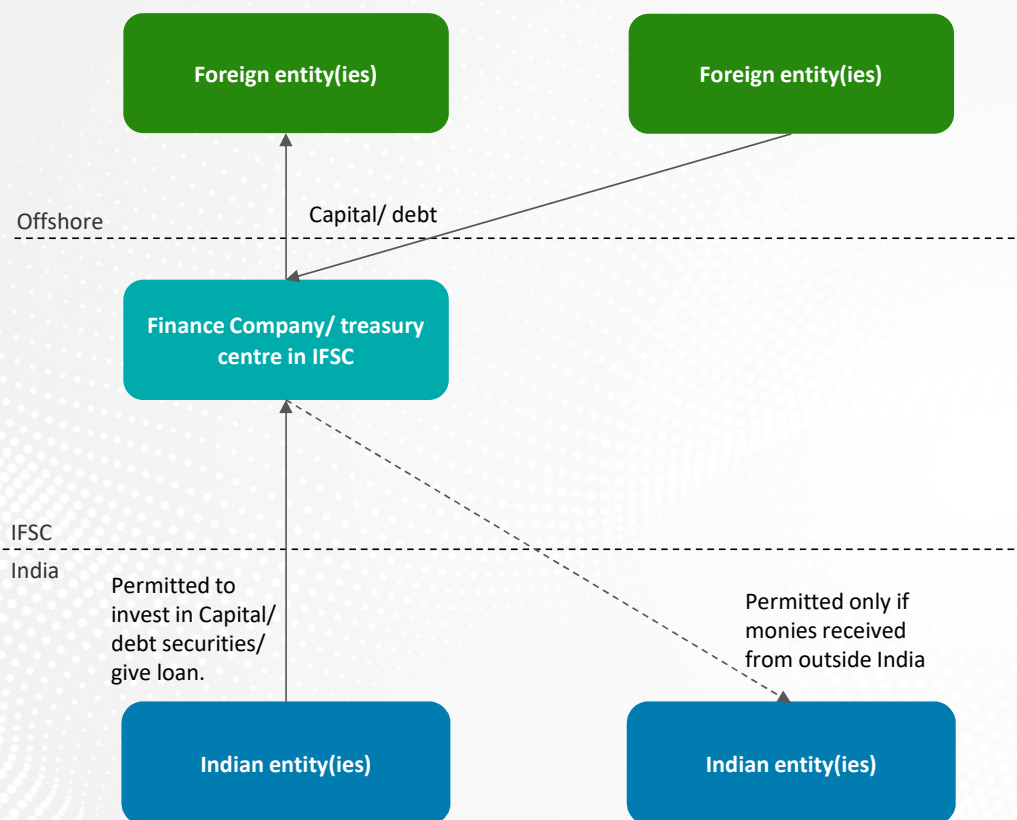 Foreign entity(ies)
Foreign entity(ies)
Offshore
Capital/ debt
Finance Company/ treasury
centre in IFSC
IFSC
India
Permitted to
invest in Capital/
debt securities/
give loan.
Permitted only if
monies received
from outside India
Indian entity(ies)
Indian entity(ies)